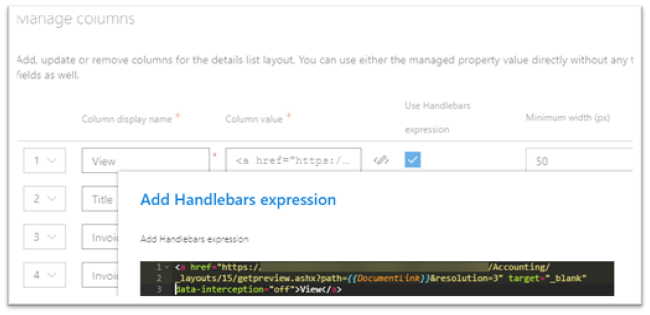 Manage columns
Add, update or remove columns for the details list layout. You can use either the managed property value directly without any t
fields as well.
Column display name *
Column value *
Use Handlebars
expression
Minimum width (px)
1
View
*
<a href="https:/...
50
2
Title
3
Invoic
4
Invoic
Add Handlebars expression
Add Handlebars expression
1 <a href="https:/ /Accounting/
2 _layouts/15/getpreview.ashx?path={{DocumentLink}}&resolution=3" target="_blank"
3 data-interception="off">View</a>